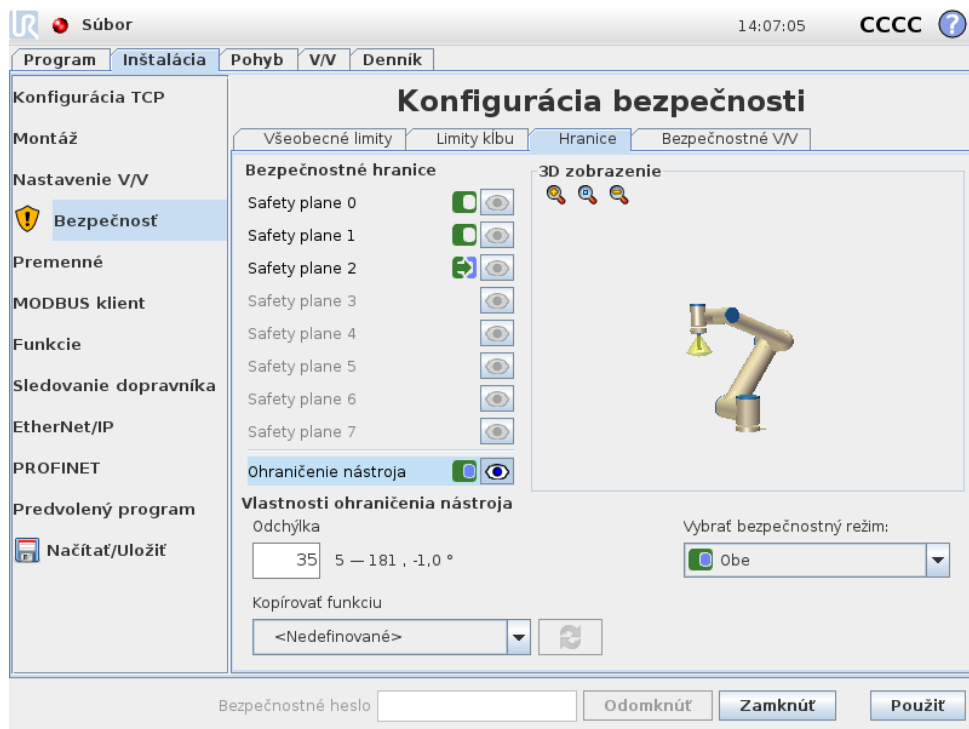 UR Súbor 14:07:05 CCCC ?
Program Inštalácia Pohyb V/V Denník
Konfigurácia TCP
Montáž
Nastavenie V/V
Bezpečnosť
Premenné
MODBUS klient
Funkcie
Sledovanie dopravníka
EtherNet/IP
PROFINET
Predvolený program
Načítať/Uložiť
Konfigurácia bezpečnosti
Všeobecné limity Limity kĺbu Hranice Bezpečnostné V/V
Bezpečnostné hranice
Safety plane 0
Safety plane 1
Safety plane 2
Safety plane 3
Safety plane 4
Safety plane 5
Safety plane 6
Safety plane 7
Ohraničenie nástroja
3D zobrazenie
Vlastnosti ohraničenia nástroja
Odchýlka
35 5 — 181 , -1,0 °
Vybrať bezpečnostný režim:
Obe
Kopírovať funkciu
<Nedefinované>
Bezpečnostné heslo Odomknúť Zamknúť Použiť